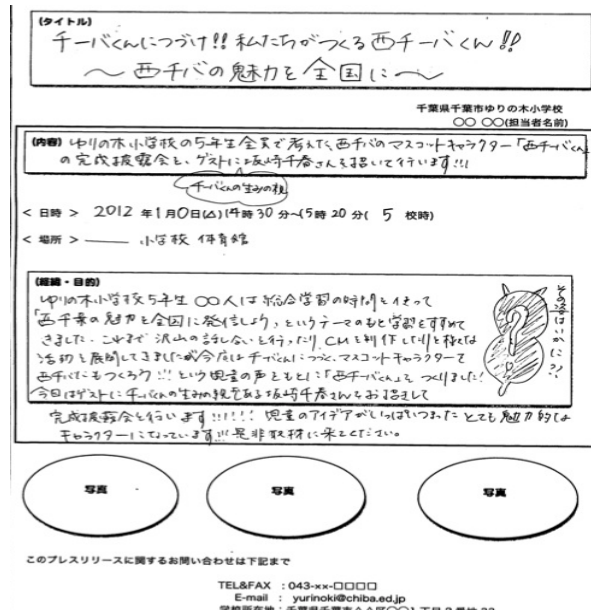 (タイトル)
チーバくんにつづけ!! 私たちがつくる西チーバくん!!
〜西チバの魅力を全国に〜
千葉県千葉市ゆりの木小学校
○○ ○○(担当者名前)
(内容) ゆりの木小学校の5年生全員で考えた、西チバのマスコットキャラクター「西チーバくん」
の完成披露会を、ゲストに坂崎千春さんを招いて行います!!!
チーバくんの生みの親
< 日時 > 2012 年1月0日(△)14時30分〜15時20分( 5 校時)
< 場所 > 小学校 体育館
(組織・目的)
ゆりの木小学校5年生○○人は総合学習の時間を使って
「西千葉の魅力を全国に発信しよう」というテーマのもと学習をすすめて
きました。これまで沢山の話し合いを行ったり、CMを制作したりと様々な
活動を展開してきましたが今度はチーバくんにつづく、マスコットキャラクターを
西チバにもつくろう!!!という児童の声をもとに「西チーバくん」をつくりました!
今日はゲストにチーバくんの生みの親である坂崎千春さんをお招きして
完成披露会を行います!!!!!! 児童のアイデアがいっぱいつまったとても魅力的な
キャラクターになっています!!!是非取材に来てください。
その姿はいかに??
?
写真
写真
写真
このプレスリリースに関するお問い合わせは下記まで
TEL&FAX :043-××-□□□□
E-mail : yurinoki@chiba.ed.jp